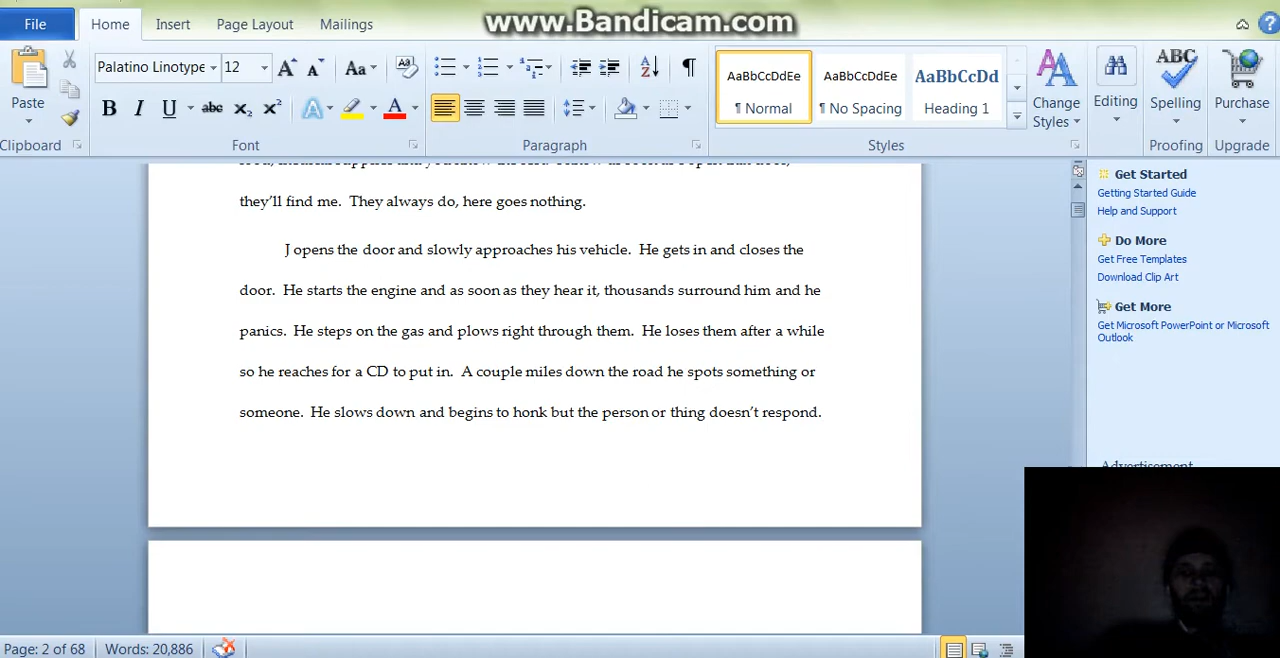 www.Bandicam.com
File Home Insert Page Layout Mailings
Palatino Linotype 12 Aa
Paste
B I U abc X₂ X² A A
AaBbCcDdEe AaBbCcDdEe AaBbCcDd
¶ Normal ¶ No Spacing Heading 1
Change Styles
Editing
ABC
Spelling
Purchase
Clipboard Font Paragraph Styles Proofing Upgrade
they’ll find me. They always do, here goes nothing.
J opens the door and slowly approaches his vehicle. He gets in and closes the
door. He starts the engine and as soon as they hear it, thousands surround him and he
panics. He steps on the gas and plows right through them. He loses them after a while
so he reaches for a CD to put in. A couple miles down the road he spots something or
someone. He slows down and begins to honk but the person or thing doesn’t respond.
Get Started
Getting Started Guide
Help and Support
Do More
Get Free Templates
Download Clip Art
Get More
Get Microsoft PowerPoint or Microsoft
Outlook
Advertisement
Page: 2 of 68 Words: 20,886